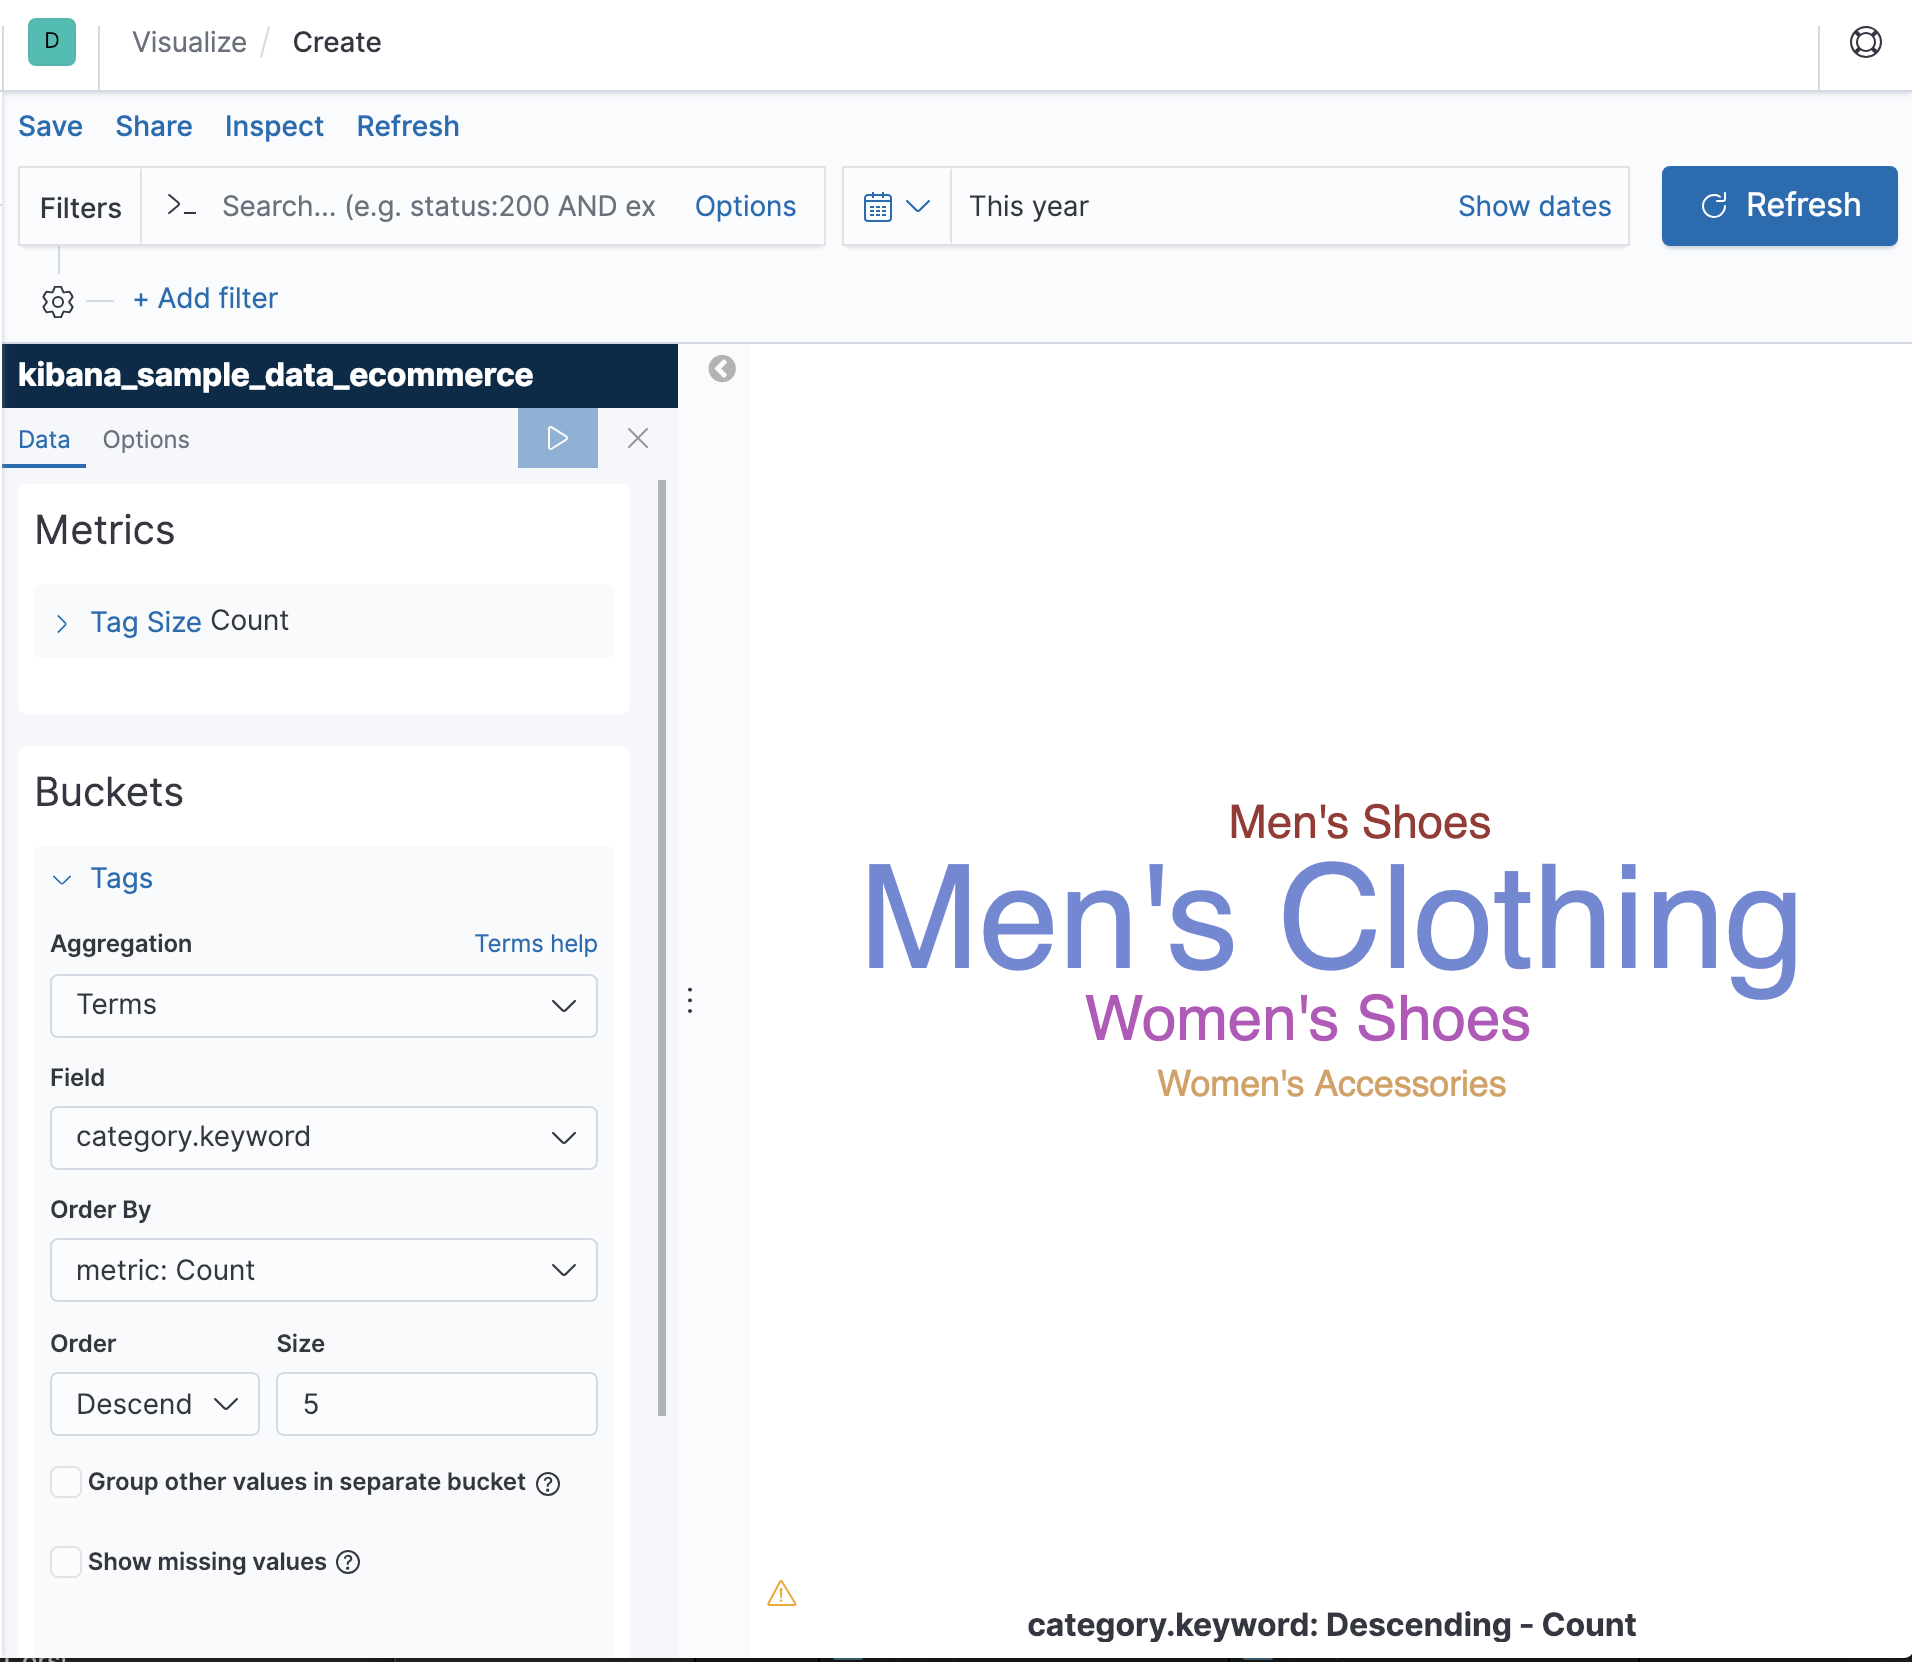 D
Visualize / Create
Save Share Inspect Refresh
Filters >_ Search... (e.g. status:200 AND ex Options This year Show dates Refresh
+ Add filter
kibana_sample_data_ecommerce
Data Options
Metrics
Tag Size Count
Buckets
Tags
Aggregation Terms help
Terms
Field
category.keyword
Order By
metric: Count
Order Size
Descend 5
Group other values in separate bucket
Show missing values
Men's Shoes
Men's Clothing
Women's Shoes
Women's Accessories
category.keyword: Descending - Count